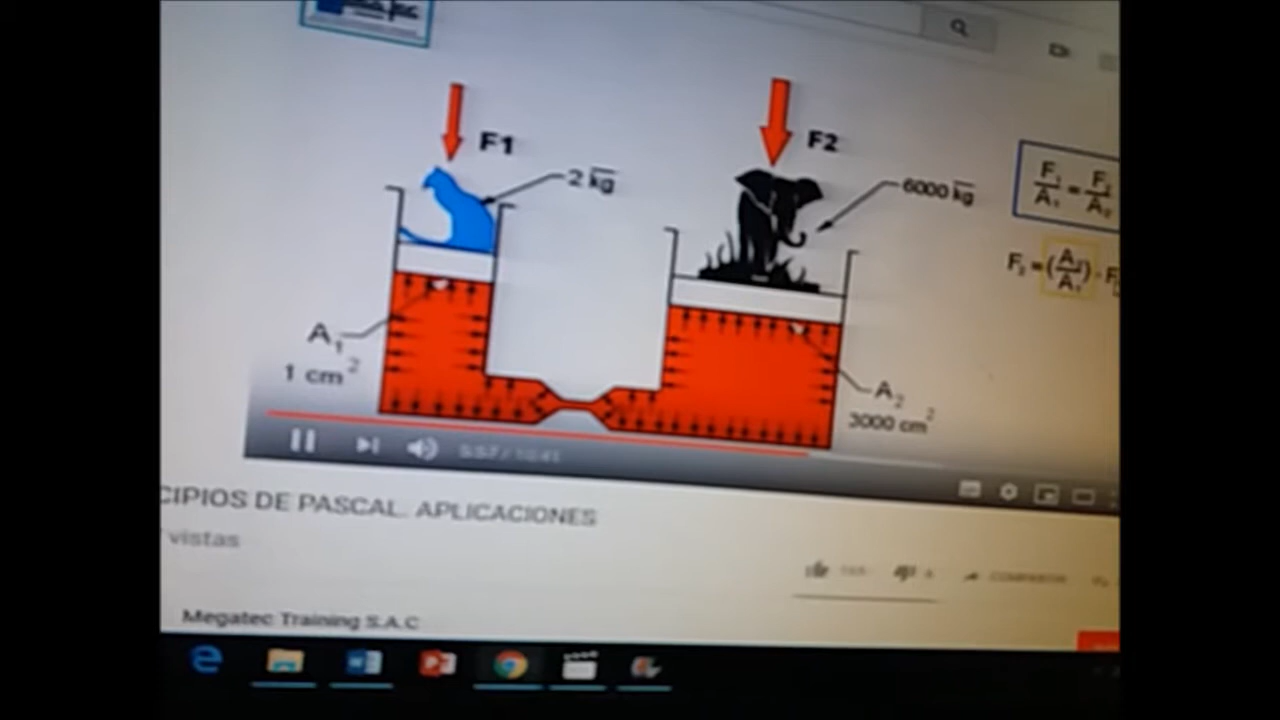 F1
F2
2 kg
6000 kg
F₁/A₁ = F₂/A₂
F₂ = (A₂/A₁) · F
A₁
1 cm²
A₂
3000 cm²
CIPIOS DE PASCAL. APLICACIONES
vistas
COMPARTIR
Megatec Training S.A.C